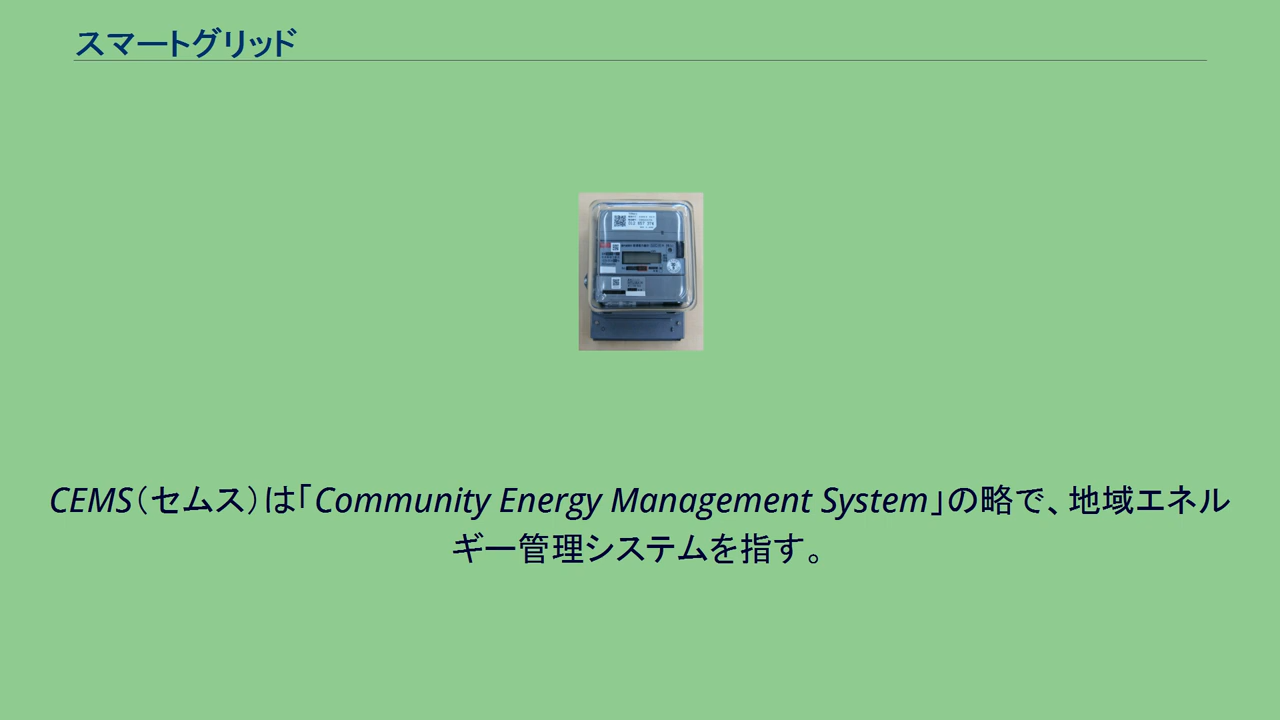 スマートグリッド
CEMS（セムス）は「Community Energy Management System」の略で、地域エネル
ギー管理システムを指す。